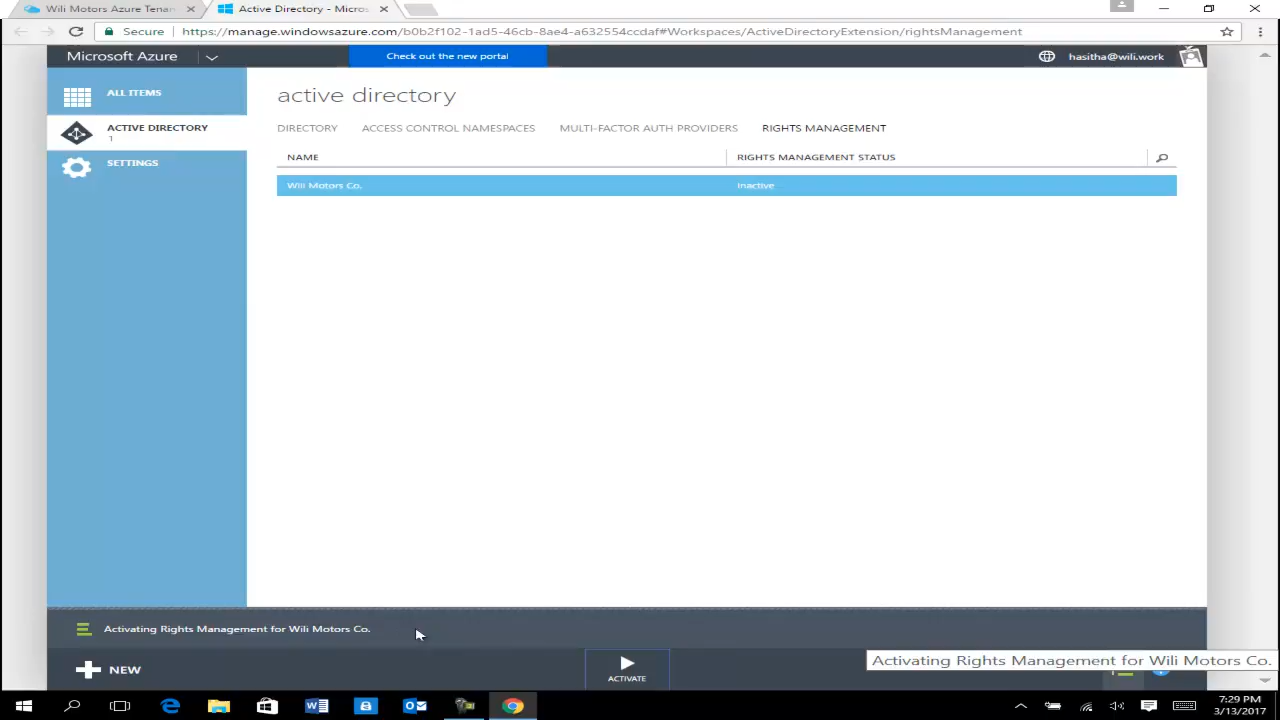 Wili Motors Azure Tenan
Active Directory - Micros
Secure
https://manage.windowsazure.com/b0b2f102-1ad5-46cb-8ae4-a632554ccdaf#Workspaces/ActiveDirectoryExtension/rightsManagement
Microsoft Azure
Check out the new portal
hasitha@wili.work
ALL ITEMS
ACTIVE DIRECTORY
1
SETTINGS
active directory
DIRECTORY ACCESS CONTROL NAMESPACES MULTI-FACTOR AUTH PROVIDERS RIGHTS MANAGEMENT
NAME RIGHTS MANAGEMENT STATUS
Wili Motors Co. Inactive
Activating Rights Management for Wili Motors Co.
NEW
ACTIVATE
Activating Rights Management for Wili Motors Co.
7:29 PM
3/13/2017